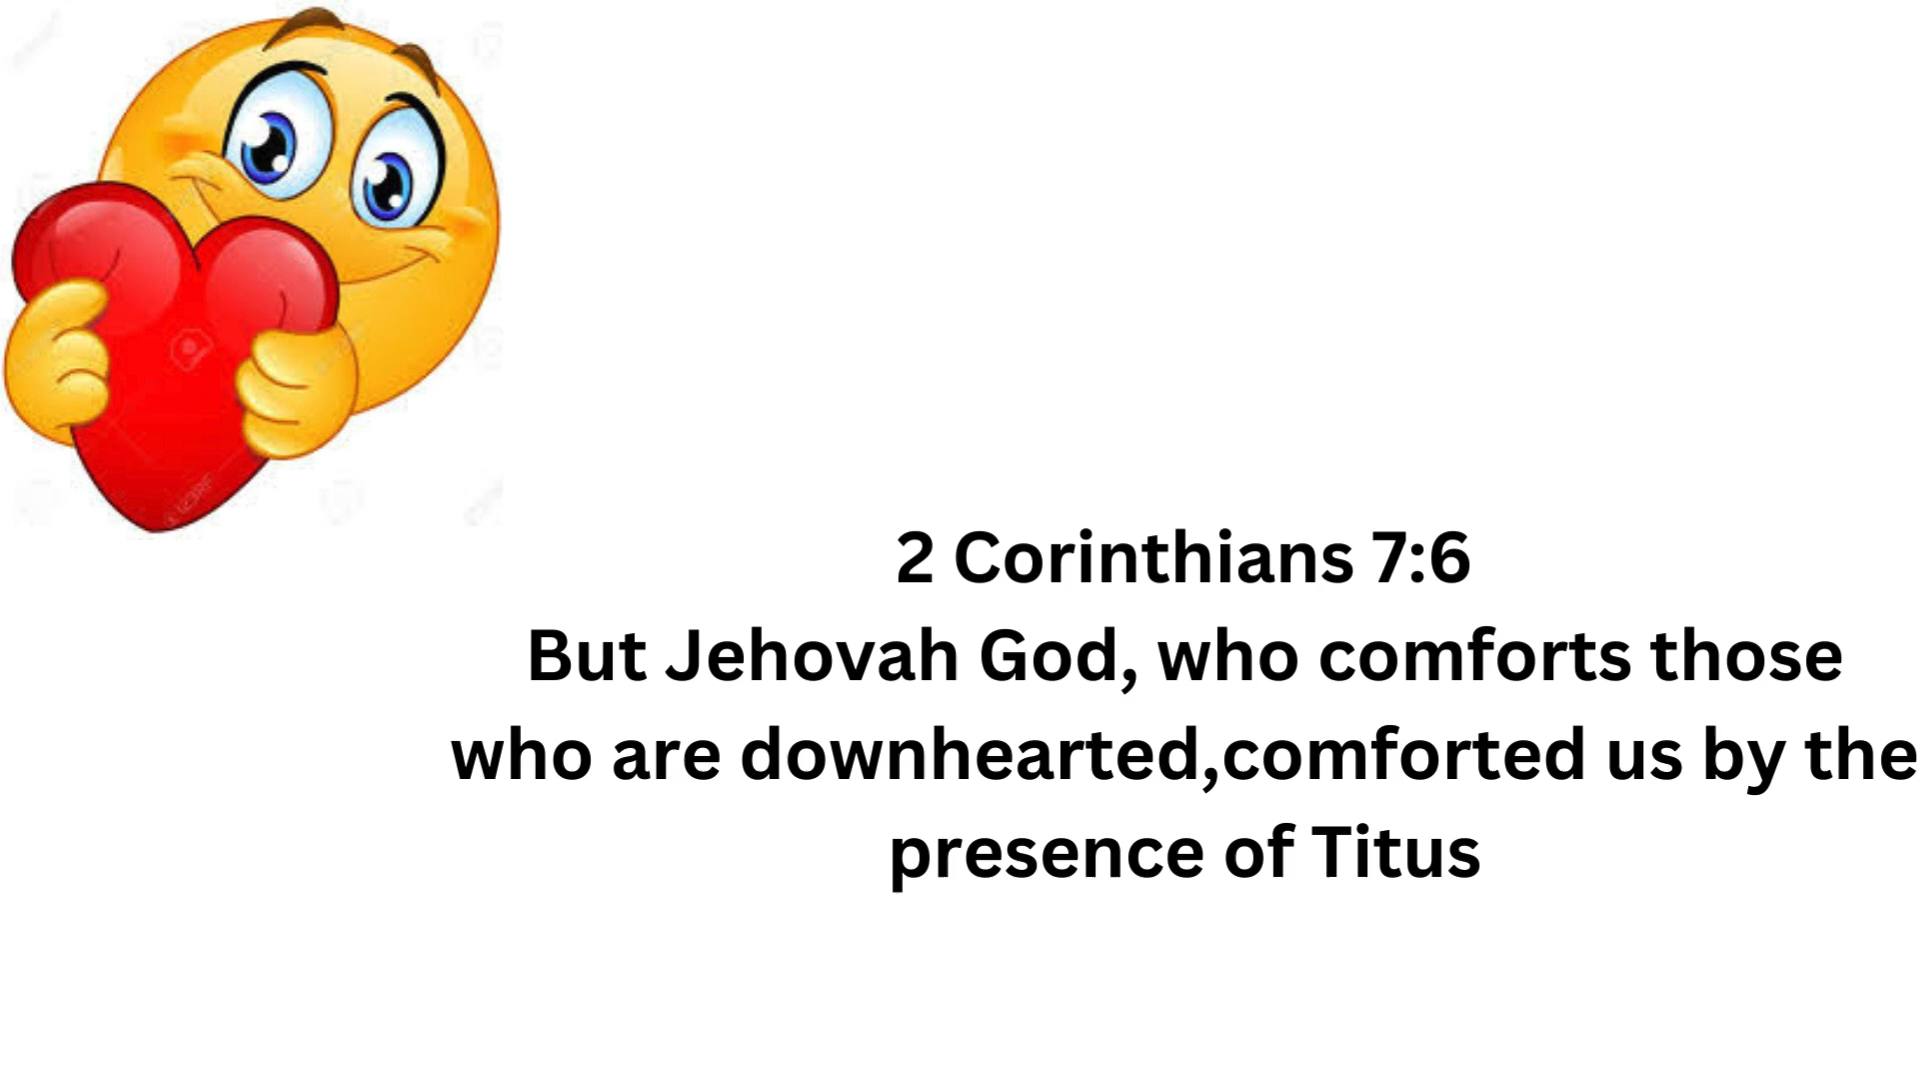 2 Corinthians 7:6
But Jehovah God, who comforts those
who are downhearted,comforted us by the
presence of Titus
©123RF